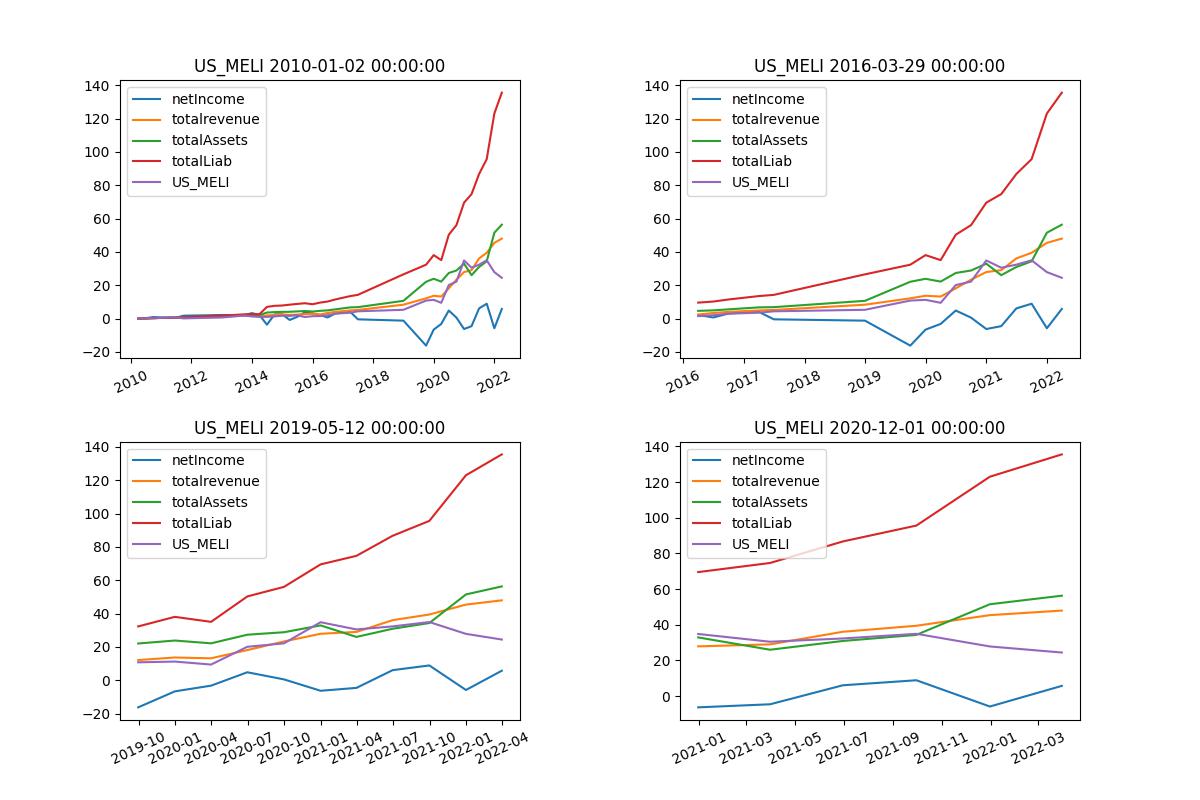 US_MELI 2010-01-02 00:00:00
140
120
100
80
60
40
20
0
−20
netIncome
totalrevenue
totalAssets
totalLiab
US_MELI
2010 2012 2014 2016 2018 2020 2022
US_MELI 2016-03-29 00:00:00
140
120
100
80
60
40
20
0
−20
netIncome
totalrevenue
totalAssets
totalLiab
US_MELI
2016 2017 2018 2019 2020 2021 2022
US_MELI 2019-05-12 00:00:00
140
120
100
80
60
40
20
0
−20
netIncome
totalrevenue
totalAssets
totalLiab
US_MELI
2019-10 2020-01 2020-04 2020-07 2020-10 2021-01 2021-04 2021-07 2021-10 2022-01 2022-04
US_MELI 2020-12-01 00:00:00
140
120
100
80
60
40
20
0
netIncome
totalrevenue
totalAssets
totalLiab
US_MELI
2021-01 2021-03 2021-05 2021-07 2021-09 2021-11 2022-01 2022-03